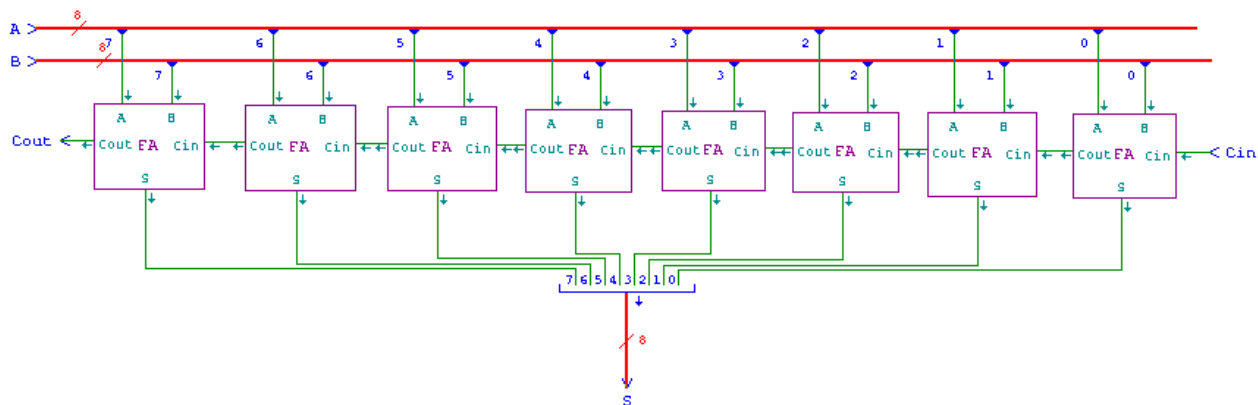 A 8
7 6 5 4 3 2 1 0
B 8
7 6 5 4 3 2 1 0
A B A B A B A B A B A B A B A B
Cout Cout FA Cin Cout FA Cin Cout FA Cin Cout FA Cin Cout FA Cin Cout FA Cin Cout FA Cin Cout FA Cin Cin
S S S S S S S S
7 6 5 4 3 2 1 0
8
S